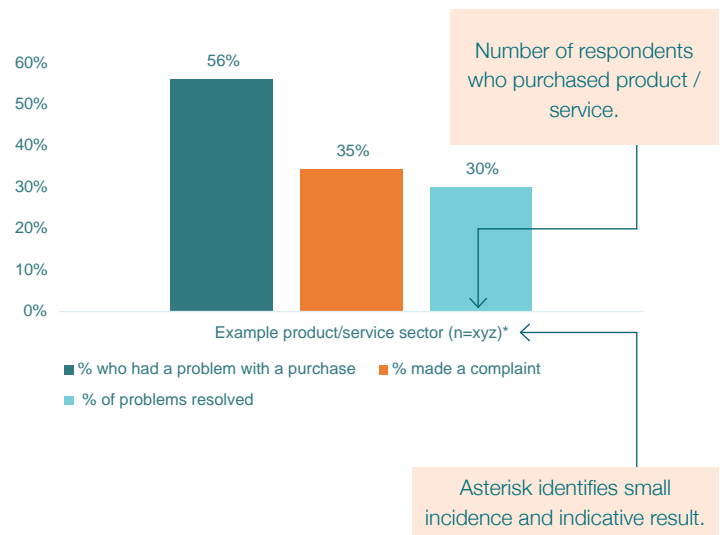 Number of respondents
who purchased product /
service.
60%
50%
40%
30%
20%
10%
0%
56%
35%
30%
Example product/service sector (n=xyz)*
% who had a problem with a purchase
% made a complaint
% of problems resolved
Asterisk identifies small
incidence and indicative result.